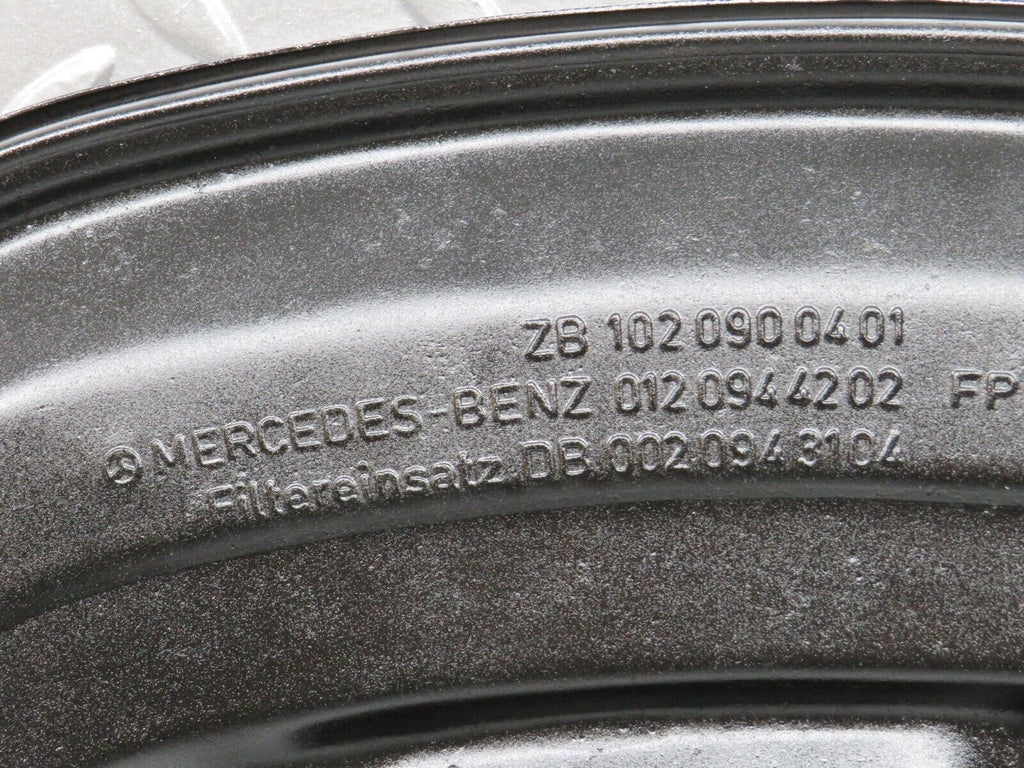 ZB 102 090 04 01
MERCEDES-BENZ 012 094 42 02 FP
Filtereinsatz DB 002 094 31 04